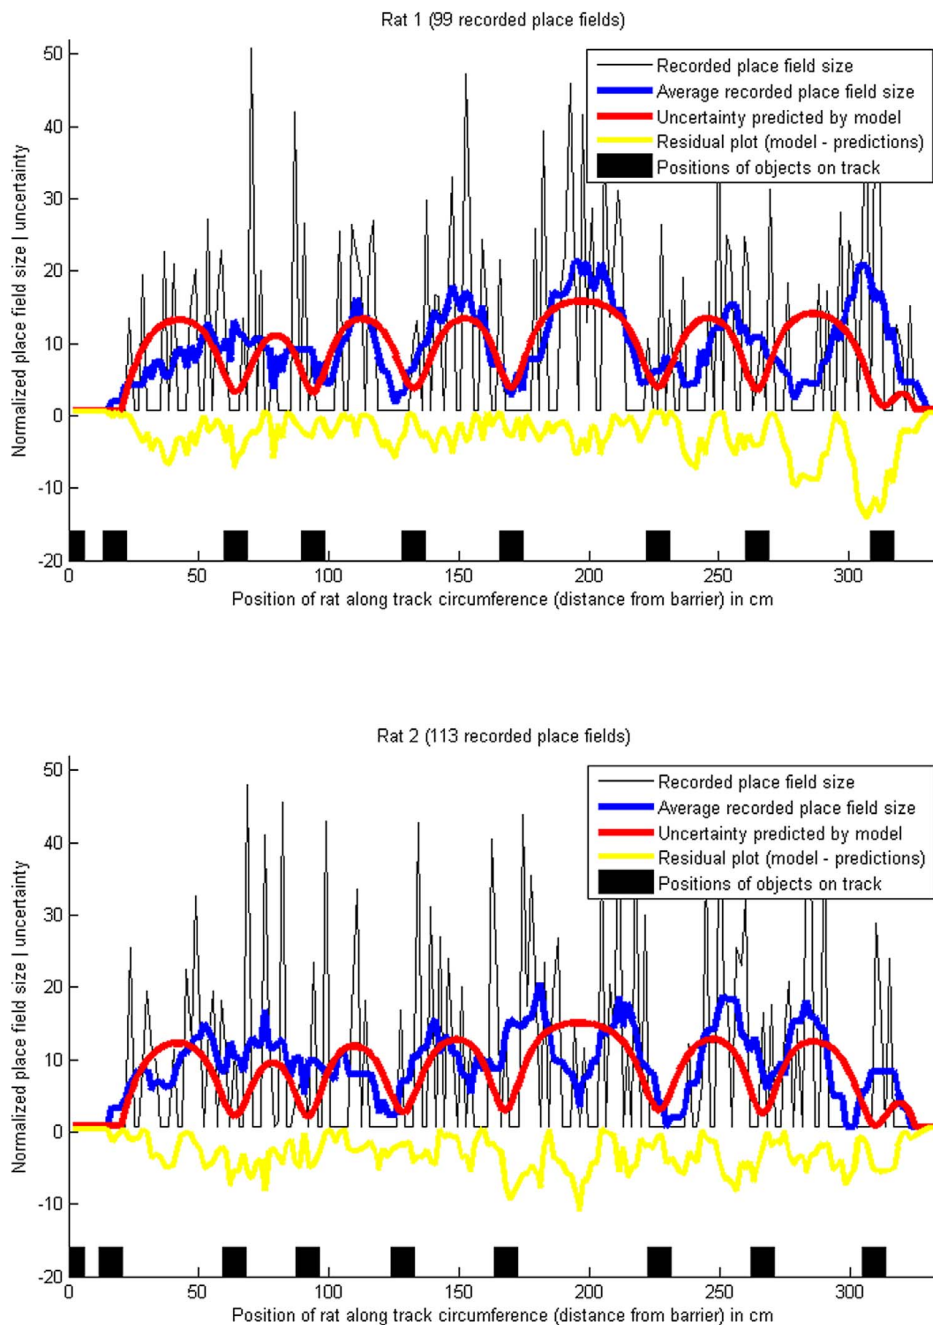 Rat 1 (99 recorded place fields)
50
40
30
20
10
0
-10
-20
Normalized place field size | uncertainty
Recorded place field size
Average recorded place field size
Uncertainty predicted by model
Residual plot (model - predictions)
Positions of objects on track
0 50 100 150 200 250 300
Position of rat along track circumference (distance from barrier) in cm
Rat 2 (113 recorded place fields)
50
40
30
20
10
0
-10
-20
Normalized place field size | uncertainty
Recorded place field size
Average recorded place field size
Uncertainty predicted by model
Residual plot (model - predictions)
Positions of objects on track
0 50 100 150 200 250 300
Position of rat along track circumference (distance from barrier) in cm